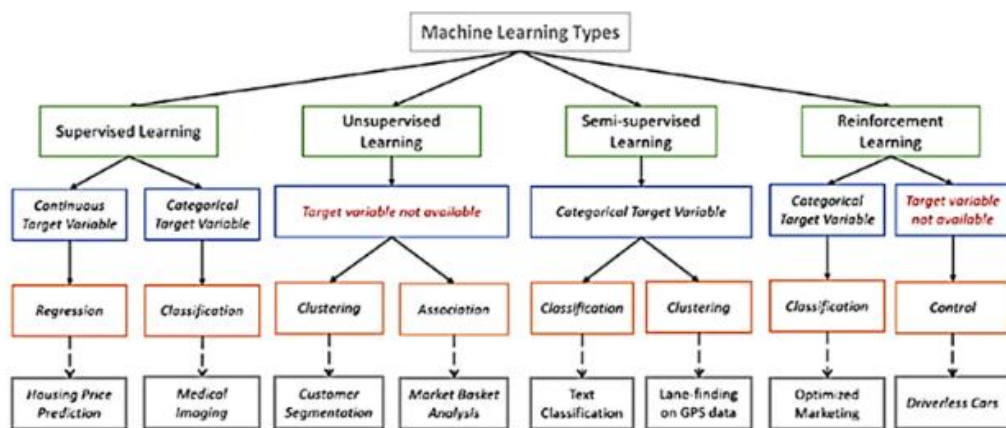 Machine Learning Types
Supervised Learning
Unsupervised
Learning
Semi-supervised
Learning
Reinforcement
Learning
Continuous
Target Variable
Categorical
Target Variable
Target variable not available
Categorical Target Variable
Categorical
Target Variable
Target variable
not available
Regression
Classification
Clustering
Association
Classification
Clustering
Classification
Control
Housing Price
Prediction
Medical
Imaging
Customer
Segmentation
Market Basket
Analysis
Text
Classification
Lane-finding
on GPS data
Optimized
Marketing
Driverless Cars